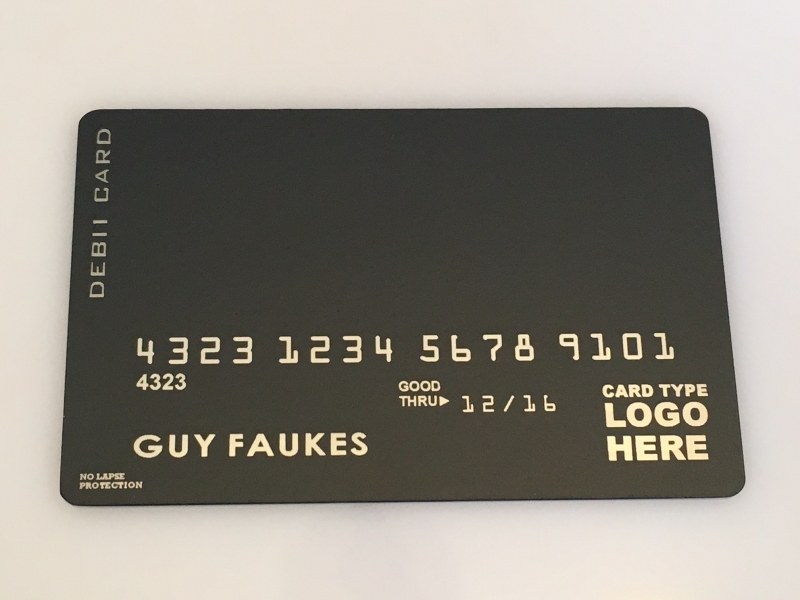 DEBIT CARD
4323 1234 5678 9101
4323
GOOD
THRU▶ 12/16
CARD TYPE
LOGO
HERE
GUY FAUKES
NO LAPSE
PROTECTION